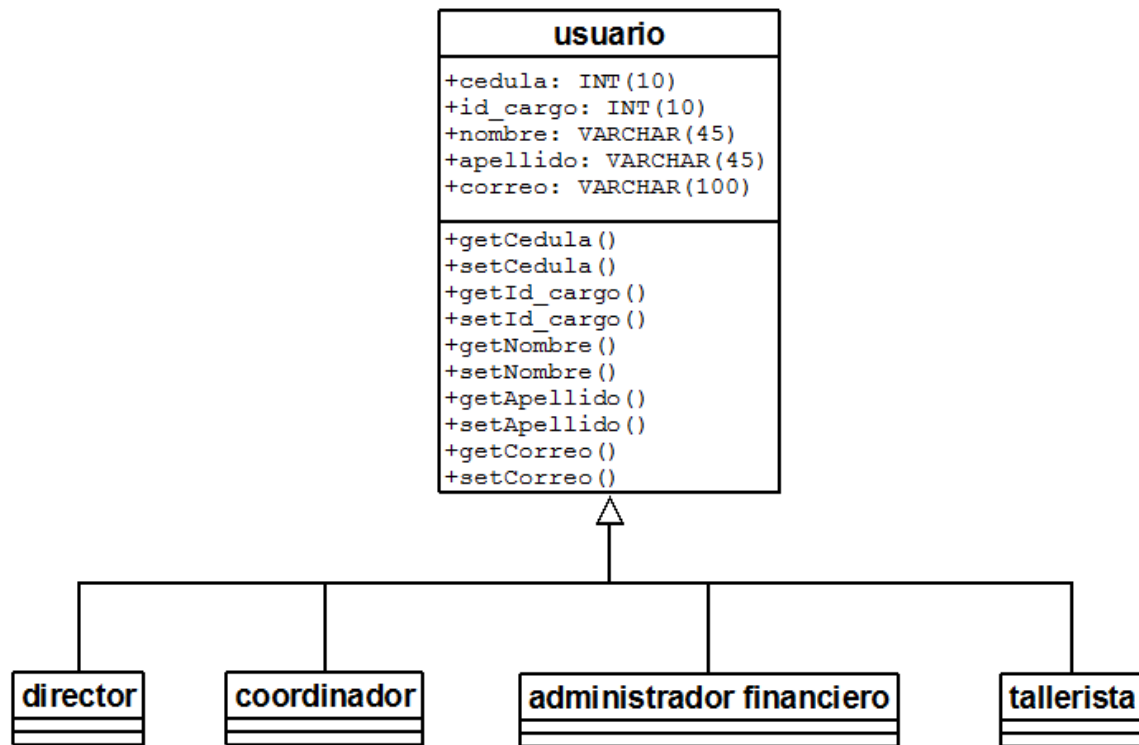 usuario
+cedula: INT(10)
+id_cargo: INT(10)
+nombre: VARCHAR(45)
+apellido: VARCHAR(45)
+correo: VARCHAR(100)
+getCedula()
+setCedula()
+getId_cargo()
+setId_cargo()
+getNombre()
+setNombre()
+getApellido()
+setApellido()
+getCorreo()
+setCorreo()
director
coordinador
administrador financiero
tallerista